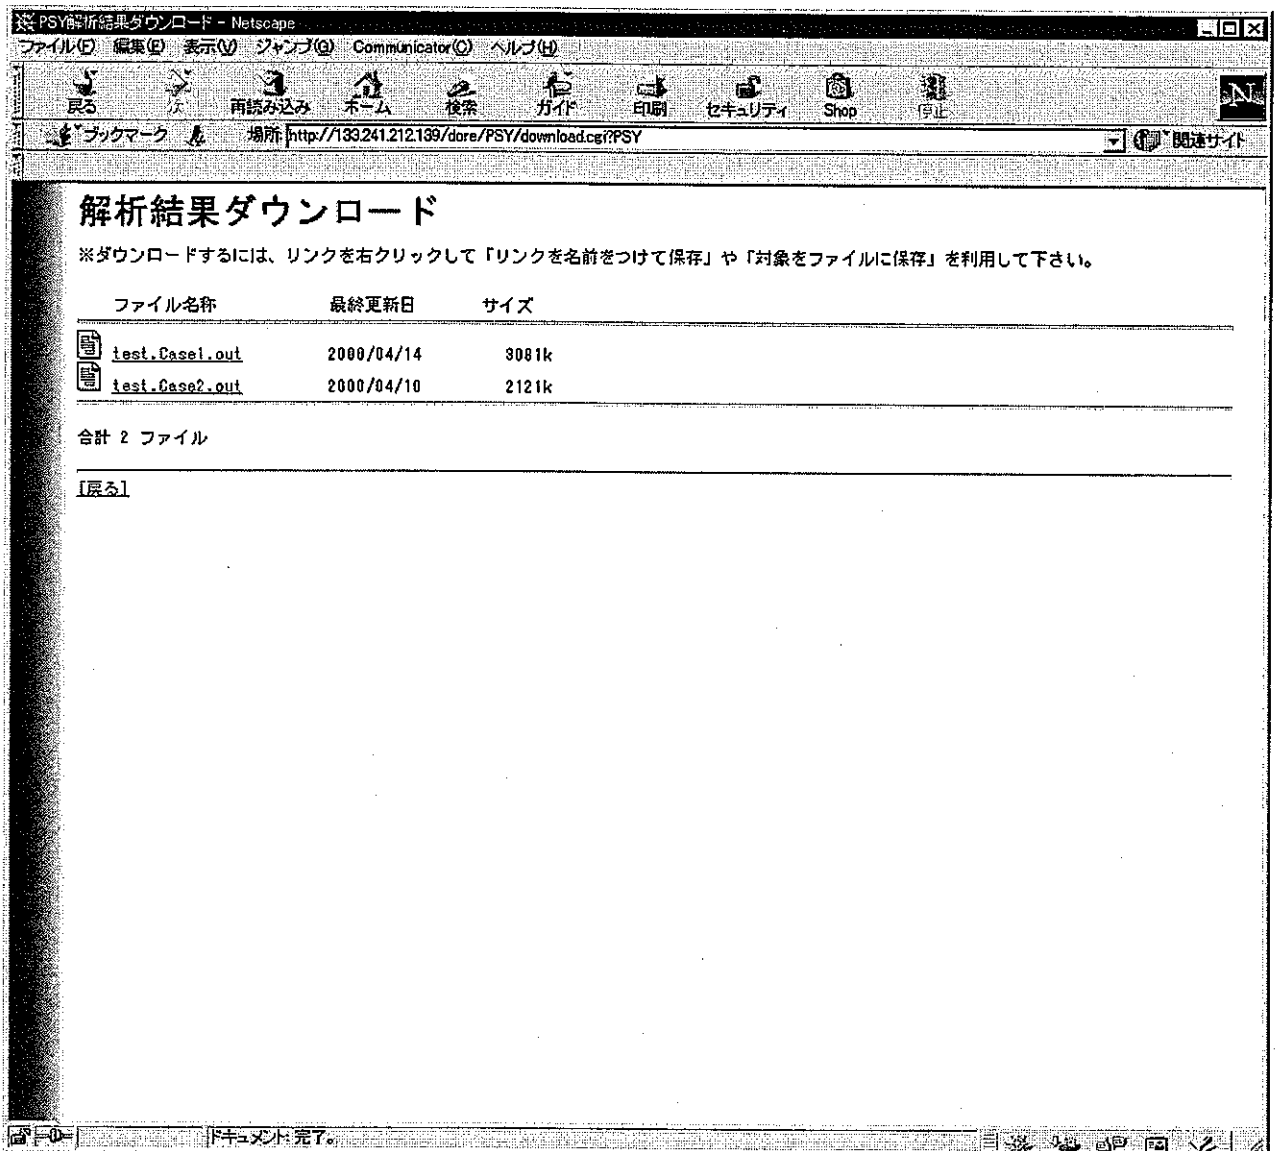 PSY解析結果ダウンロード - Netscape
ファイル(F) 編集(E) 表示(V) ジャンプ(G) Communicator(C) ヘルプ(H)
戻る 次 再読み込み ホーム 検索 ガイド 印刷 セキュリティ Shop 停止 N
ブックマーク 場所: http://133.241.212.139/dore/PSY/download.cgi?PSY 関連サイト
解析結果ダウンロード
※ダウンロードするには、リンクを右クリックして「リンクを名前をつけて保存」や「対象をファイルに保存」を利用して下さい。
ファイル名称 最終更新日 サイズ
test.Case1.out 2000/04/14 3081k
test.Case2.out 2000/04/10 2121k
合計 2 ファイル
[戻る]
ドキュメント: 完了。